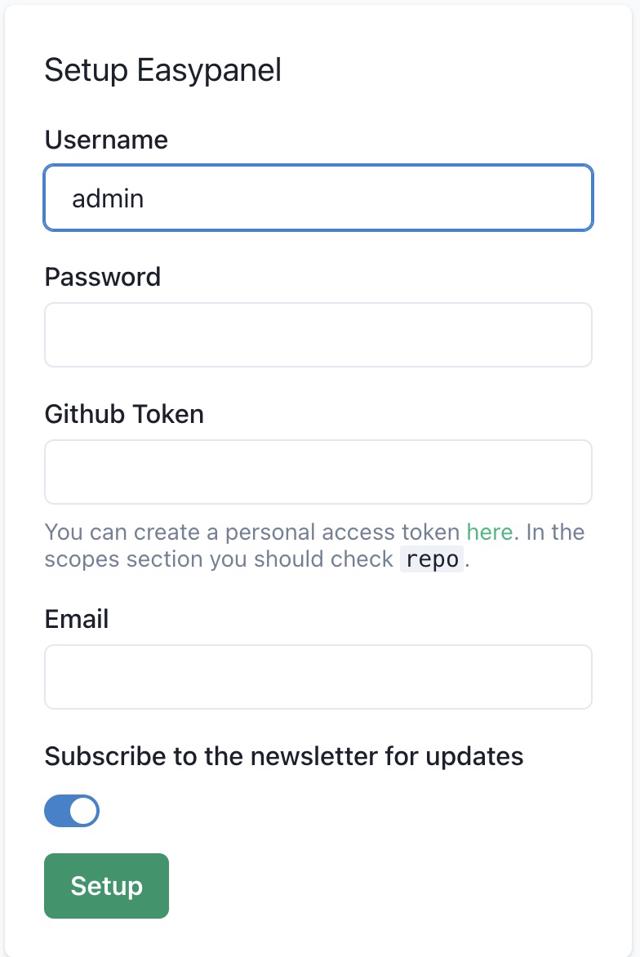 Setup Easypanel
Username
admin
Password
Github Token
You can create a personal access token here. In the
scopes section you should check repo.
Email
Subscribe to the newsletter for updates
Setup